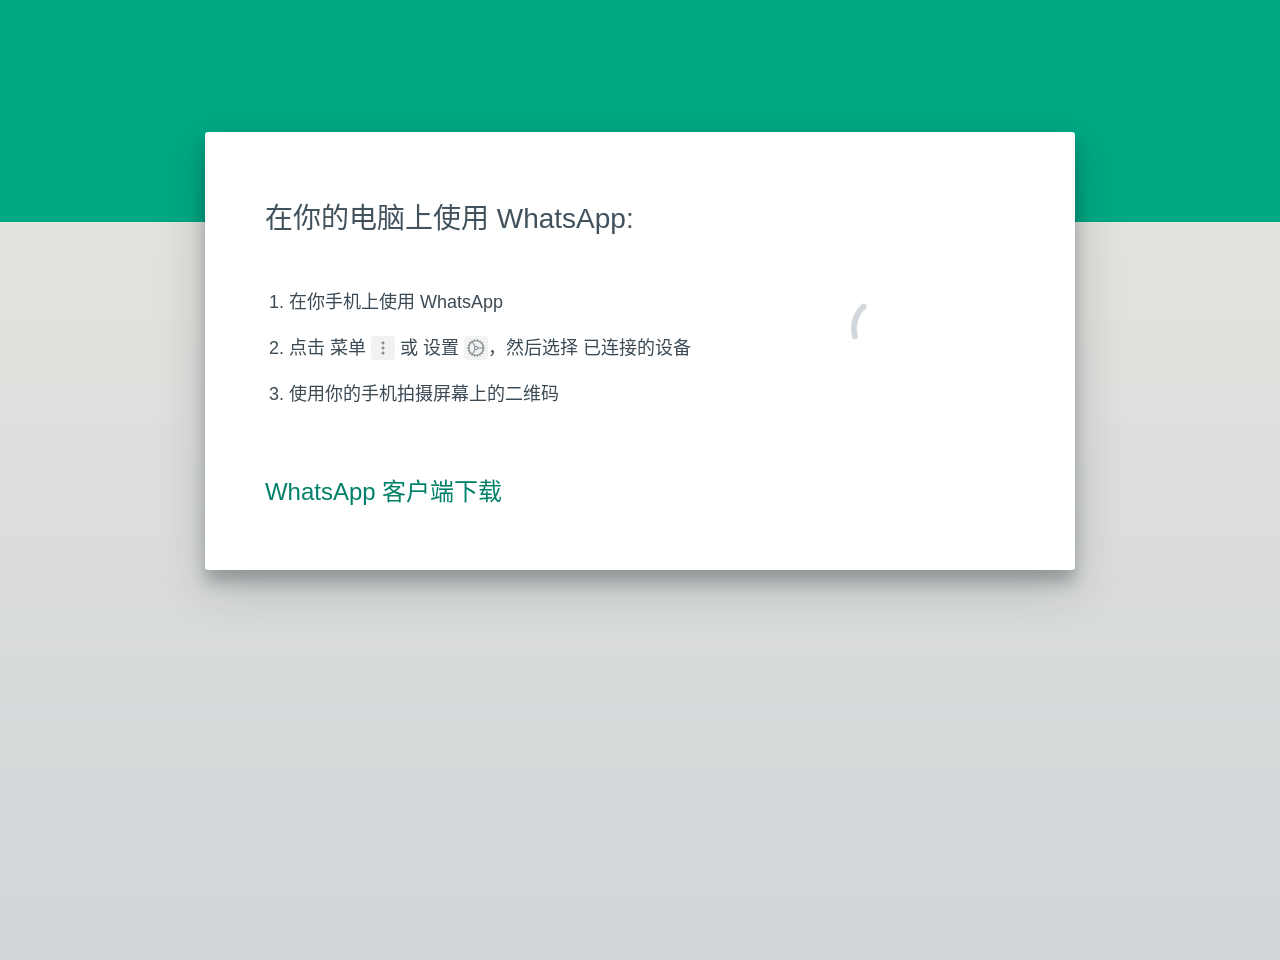 在你的电脑上使用 WhatsApp:
1. 在你手机上使用 WhatsApp
2. 点击 菜单 或 设置 ，然后选择 已连接的设备
3. 使用你的手机拍摄屏幕上的二维码
WhatsApp 客户端下载